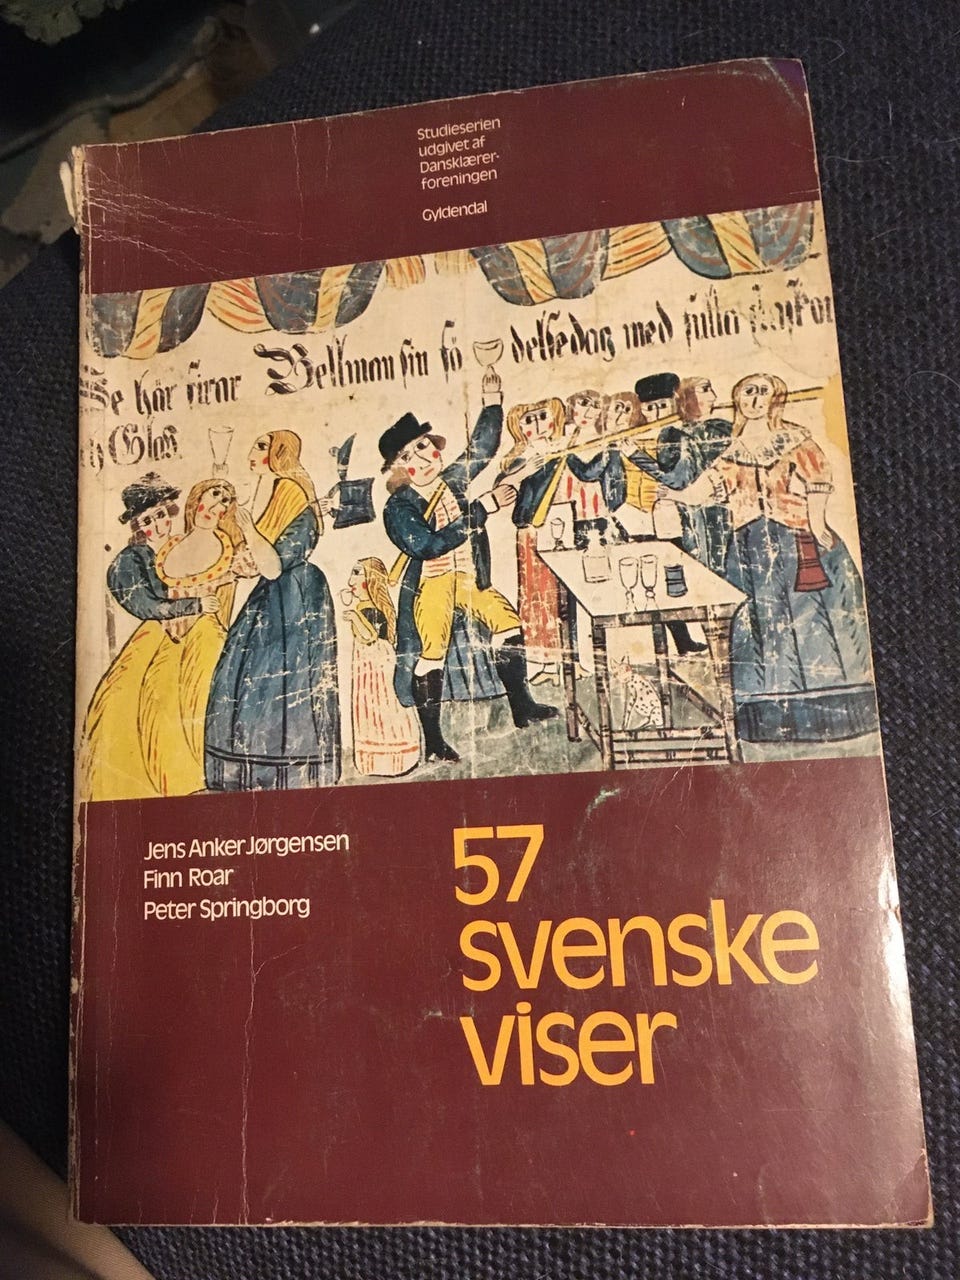 Studieserien
udgivet af
Dansklærer-
foreningen
Gyldendal
Se här firar Bellman sin fö delsedag med fulla
Glas
Jens Anker Jørgensen
Finn Roar
Peter Springborg
57
svenske
viser